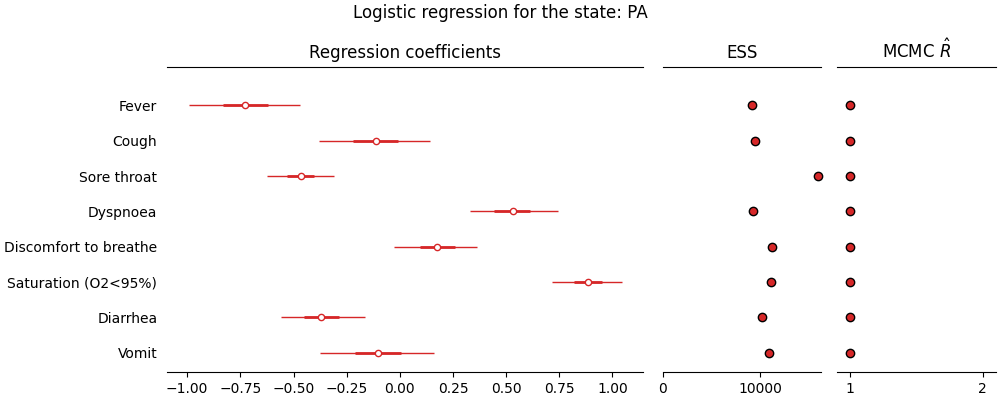 Logistic regression for the state: PA
Regression coefficients
ESS
MCMC R̂
Fever
Cough
Sore throat
Dyspnoea
Discomfort to breathe
Saturation (O2<95%)
Diarrhea
Vomit
−1.00 −0.75 −0.50 −0.25 0.00 0.25 0.50 0.75 1.00
0 10000
1 2